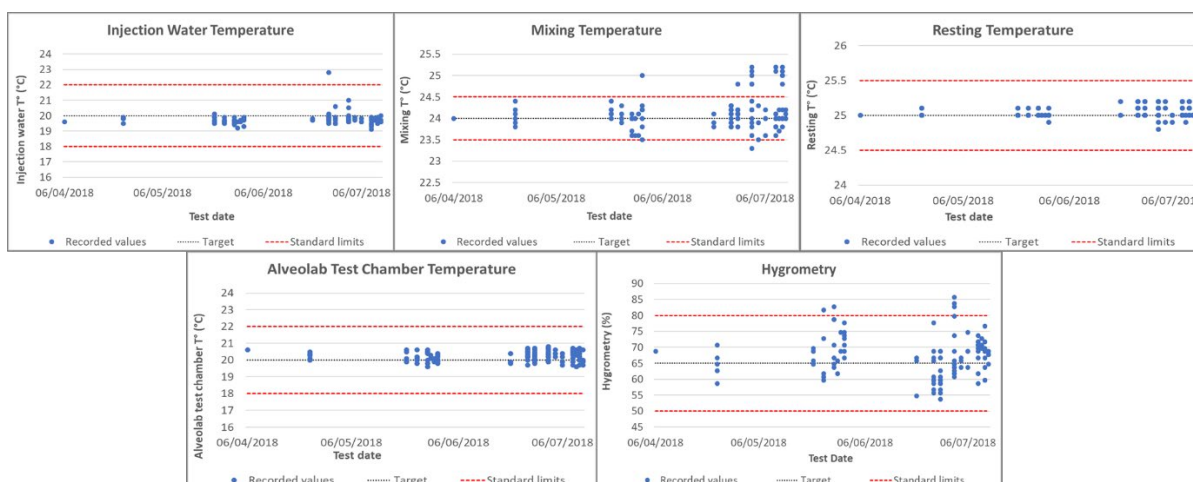 Injection Water Temperature
Injection water T° (°C)
24
23
22
21
20
19
18
17
16
06/04/2018
06/05/2018
06/06/2018
06/07/2018
Test date
Recorded values
Target
Standard limits
Mixing Temperature
Mixing T° (°C)
25.5
25
24.5
24
23.5
23
22.5
06/04/2018
06/05/2018
06/06/2018
06/07/2018
Test date
Recorded values
Target
Standard limits
Resting Temperature
Resting T° (°C)
26
25.5
25
24.5
24
06/04/2018
06/05/2018
06/06/2018
06/07/2018
Test date
Recorded values
Target
Standard limits
Alveolab Test Chamber Temperature
Alveolab test chamber T° (°C)
24
23
22
21
20
19
18
17
16
06/04/2018
06/05/2018
06/06/2018
06/07/2018
Test date
Recorded values
Target
Standard limits
Hygrometry
Hygrometry (%)
90
85
80
75
70
65
60
55
50
45
06/04/2018
06/05/2018
06/06/2018
06/07/2018
Test Date
Recorded values
Target
Standard limits